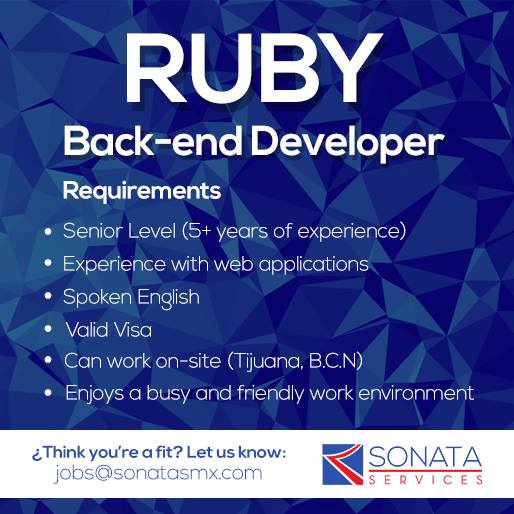 RUBY
Back-end Developer
Requirements
• Senior Level (5+ years of experience)
• Experience with web applications
• Spoken English
• Valid Visa
• Can work on-site (Tijuana, B.C.N)
• Enjoys a busy and friendly work environment
¿Think you're a fit? Let us know:
jobs@sonatasmx.com
SONATA
SERVICES